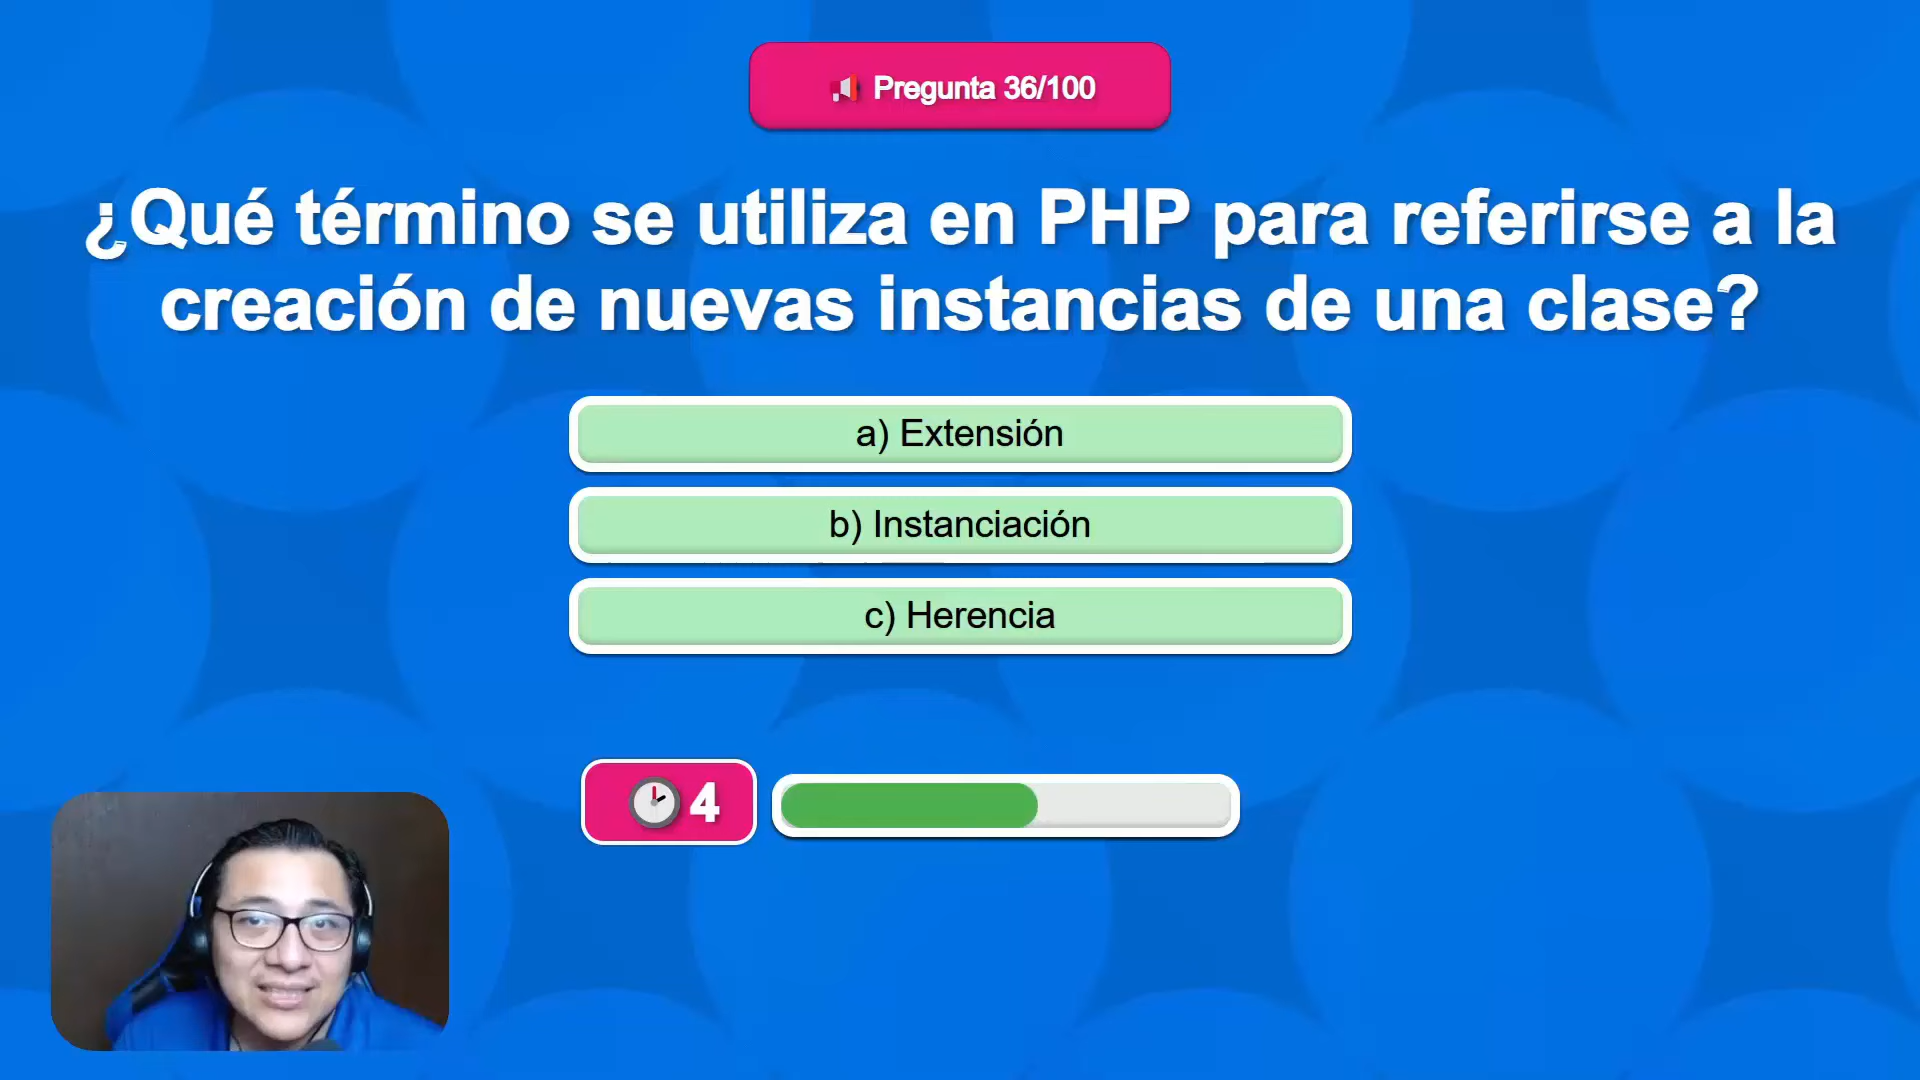 Pregunta 36/100
¿Qué término se utiliza en PHP para referirse a la
creación de nuevas instancias de una clase?
a) Extensión
b) Instanciación
c) Herencia
4